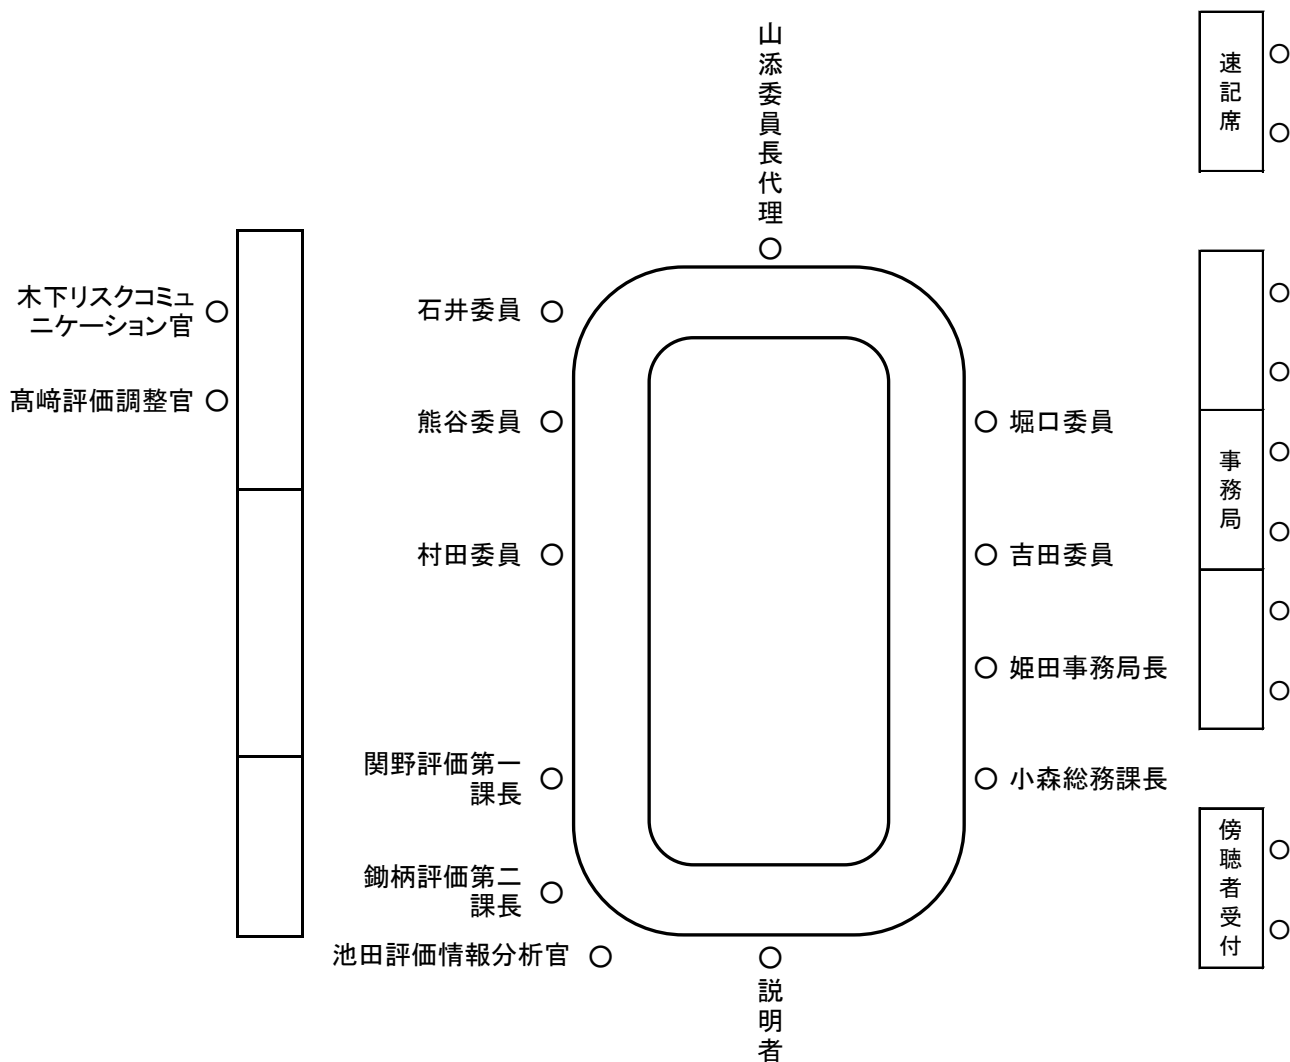 山添委員長代理
速記席
木下リスクコミュ
ニケーション官
石井委員
髙﨑評価調整官
熊谷委員
堀口委員
事務局
村田委員
吉田委員
姫田事務局長
関野評価第一
課長
小森総務課長
傍聴者受付
鋤柄評価第二
課長
池田評価情報分析官
説明者